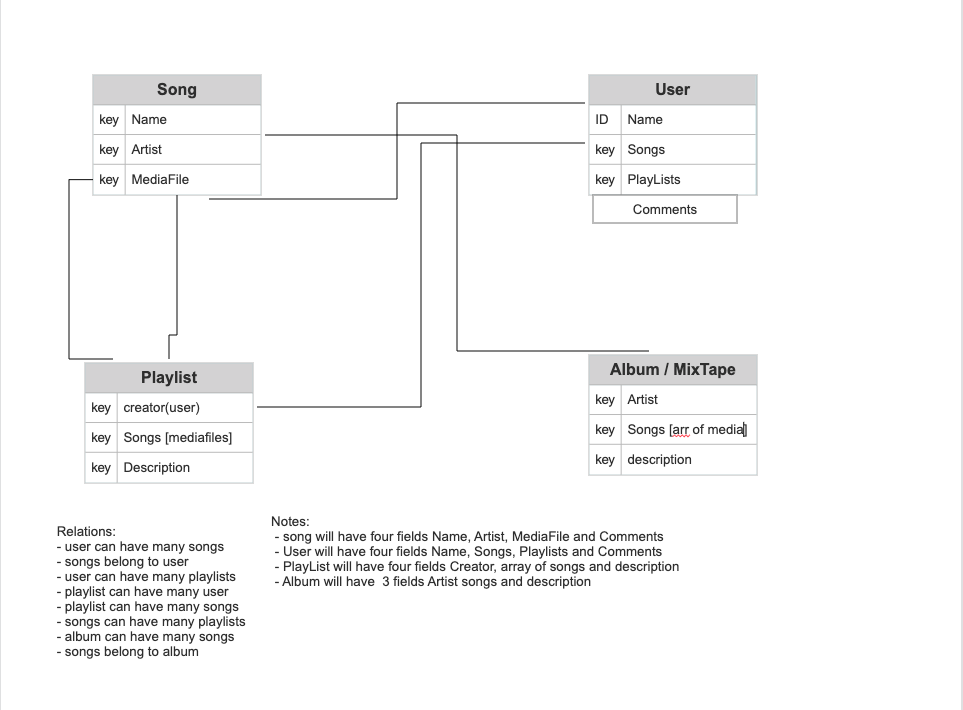 Song
key Name
key Artist
key MediaFile
User
ID Name
key Songs
key PlayLists
Comments
Playlist
key creator(user)
key Songs [mediafiles]
key Description
Album / MixTape
key Artist
key Songs [arr of media]
key description
Relations:
- user can have many songs
- songs belong to user
- user can have many playlists
- playlist can have many user
- playlist can have many songs
- songs can have many playlists
- album can have many songs
- songs belong to album
Notes:
- song will have four fields Name, Artist, MediaFile and Comments
- User will have four fields Name, Songs, Playlists and Comments
- PlayList will have four fields Creator, array of songs and description
- Album will have 3 fields Artist songs and description